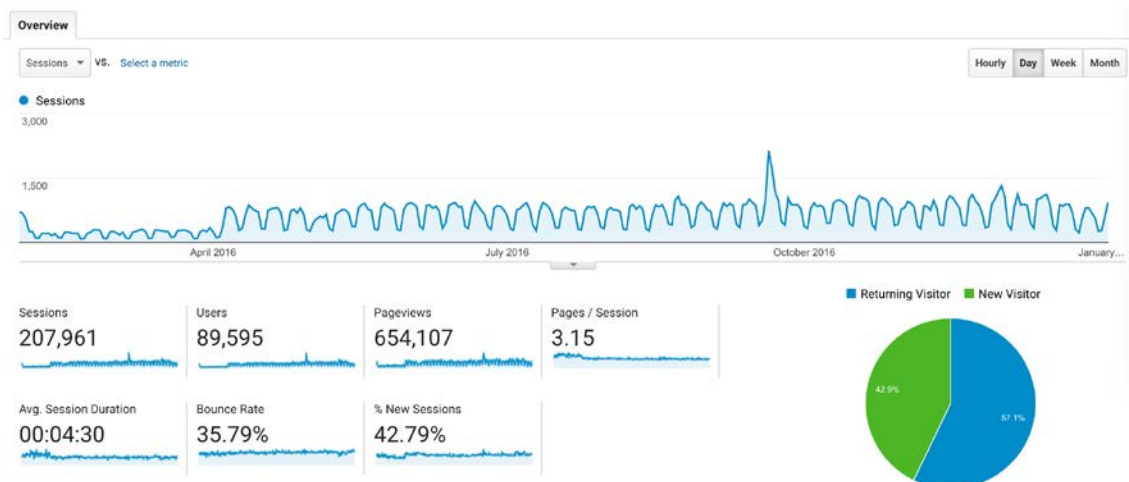 Overview
Sessions VS. Select a metric
Hourly Day Week Month
Sessions
3,000
1,500
April 2016 July 2016 October 2016 January...
Returning Visitor New Visitor
Sessions Users Pageviews Pages / Session
207,961 89,595 654,107 3.15
42.9%
57.1%
Avg. Session Duration Bounce Rate % New Sessions
00:04:30 35.79% 42.79%